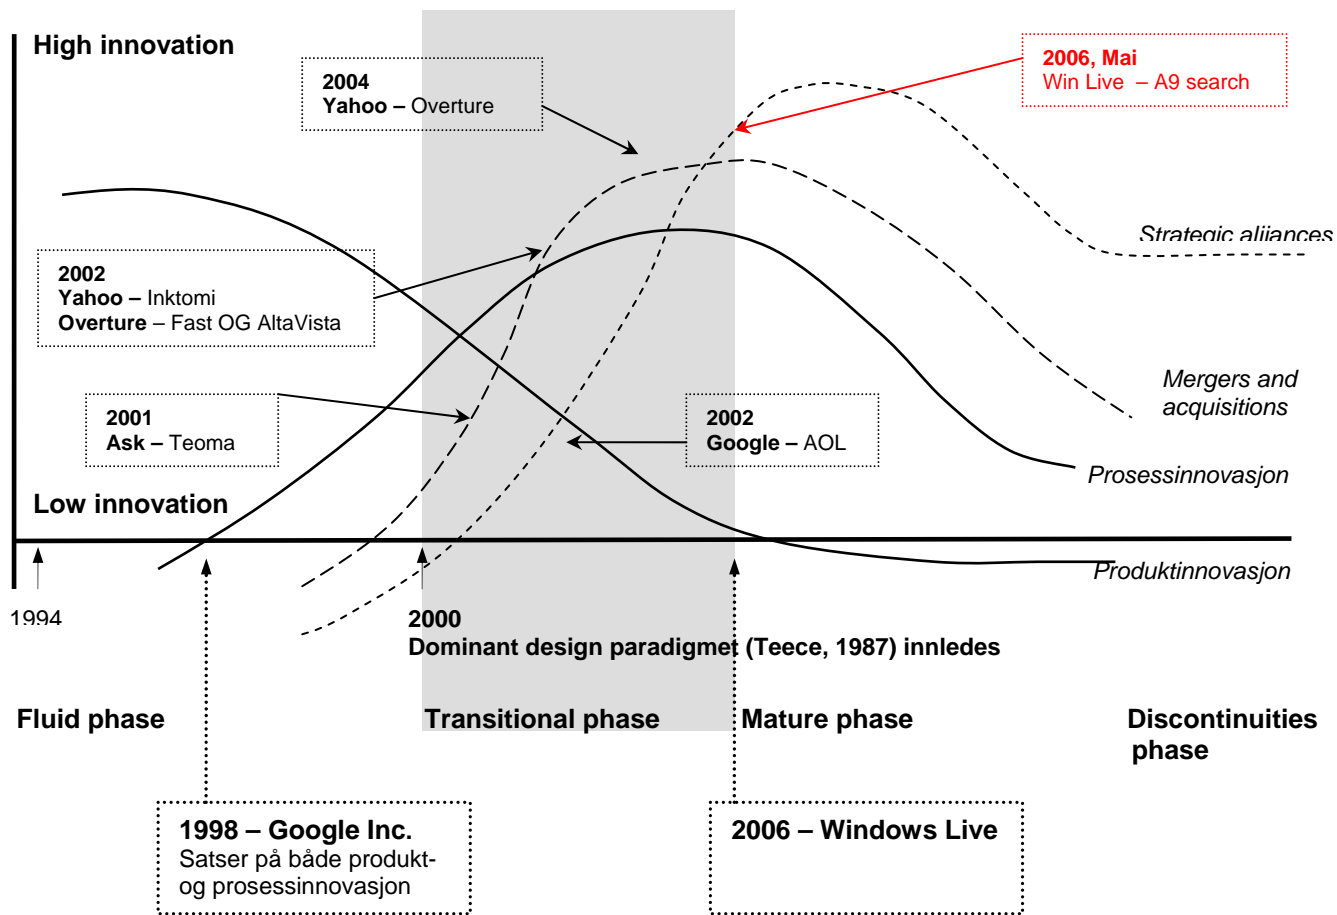 High innovation
2004
Yahoo – Overture
2006, Mai
Win Live – A9 search
Strategic alliances
2002
Yahoo – Inktomi
Overture – Fast OG AltaVista
Mergers and
acquisitions
2001
Ask – Teoma
2002
Google – AOL
Prosessinnovasjon
Low innovation
Produktinnovasjon
1994
2000
Dominant design paradigmet (Teece, 1987) innledes
Fluid phase
Transitional phase
Mature phase
Discontinuities
phase
1998 – Google Inc.
Satser på både produkt-
og prosessinnovasjon
2006 – Windows Live